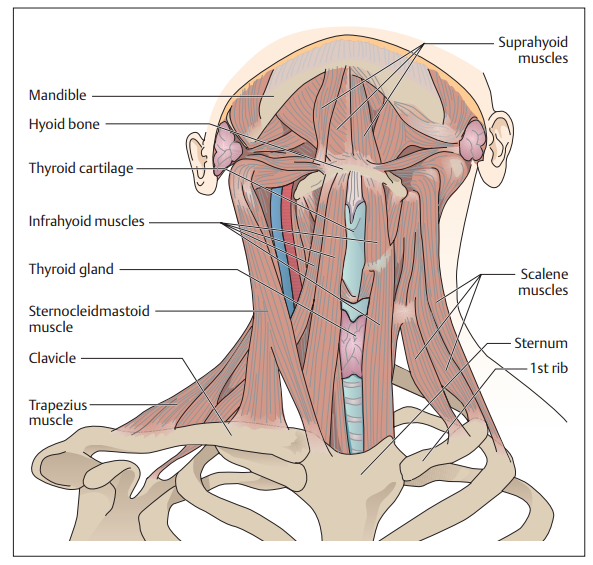 Suprahyoid
muscles
Mandible
Hyoid bone
Thyroid cartilage
Infrahyoid muscles
Thyroid gland
Sternocleidmastoid
muscle
Clavicle
Trapezius
muscle
Scalene
muscles
Sternum
1st rib